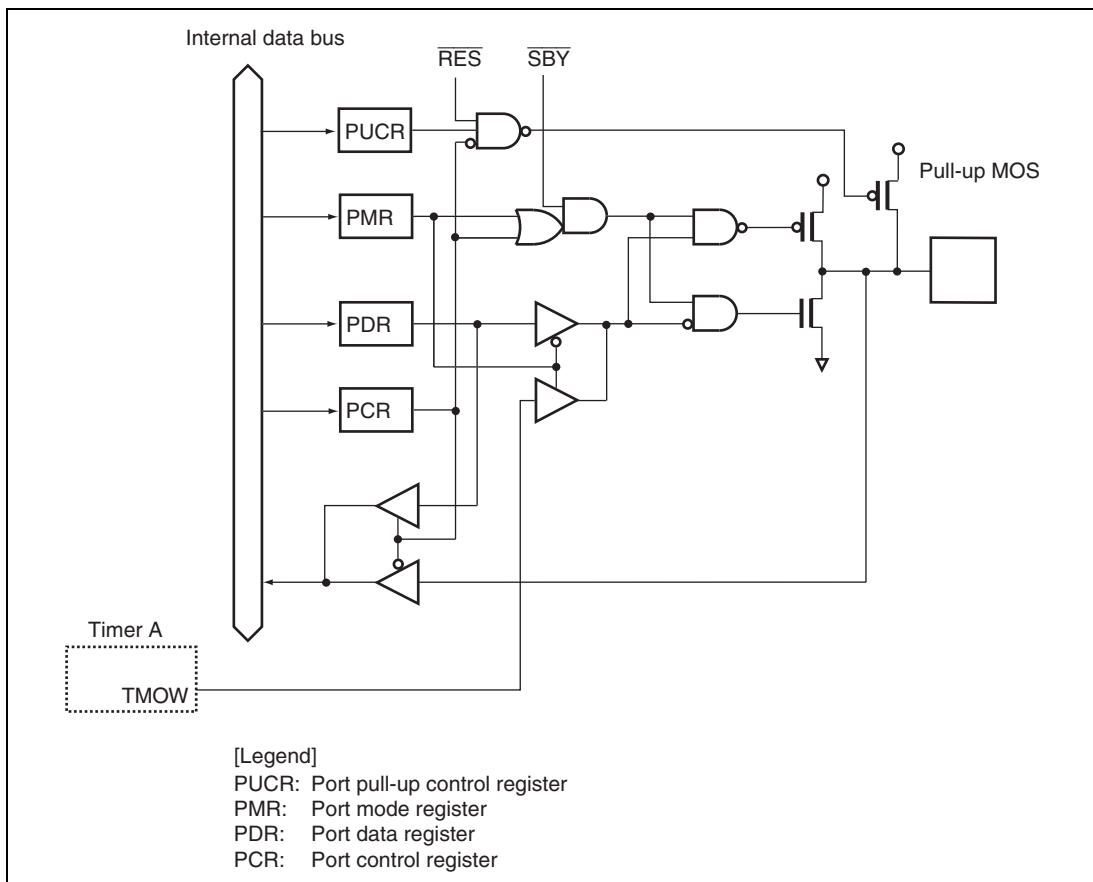 Internal data bus
RES
SBY
PUCR
Pull-up MOS
PMR
PDR
PCR
Timer A
TMOW
[Legend]
PUCR: Port pull-up control register
PMR: Port mode register
PDR: Port data register
PCR: Port control register